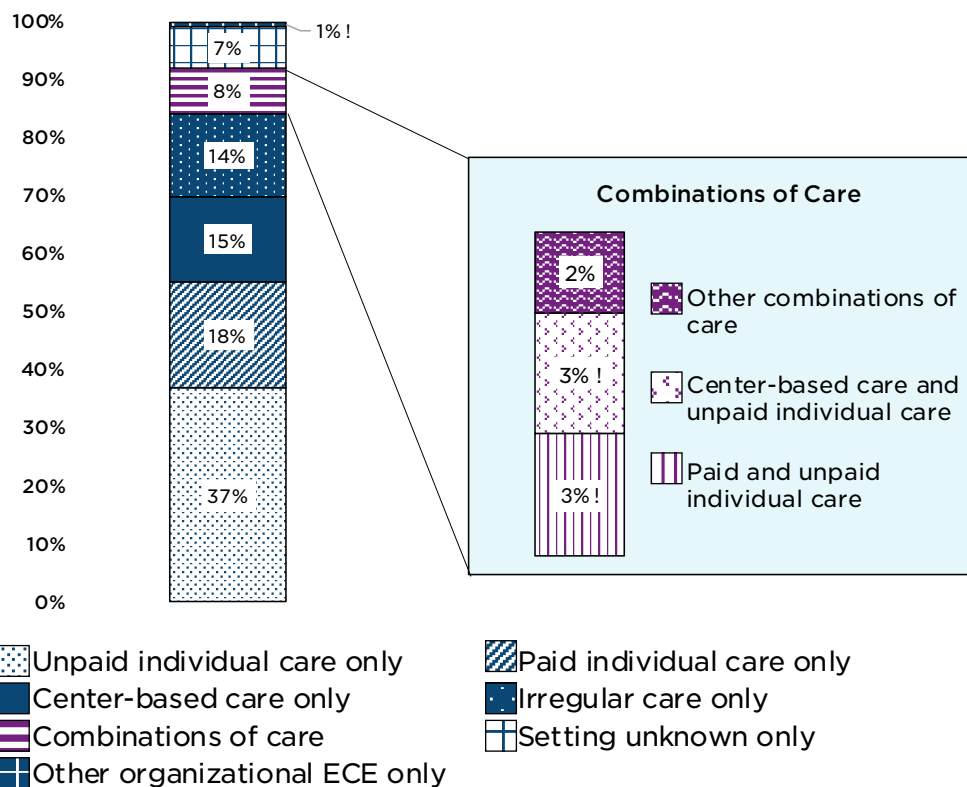 100%
90%
80%
70%
60%
50%
40%
30%
20%
10%
0%
1% !
7%
8%
14%
15%
18%
37%
Combinations of Care
2%
3% !
3% !
Other combinations of
care
Center-based care and
unpaid individual care
Paid and unpaid
individual care
Unpaid individual care only
Paid individual care only
Center-based care only
Irregular care only
Combinations of care
Setting unknown only
Other organizational ECE only